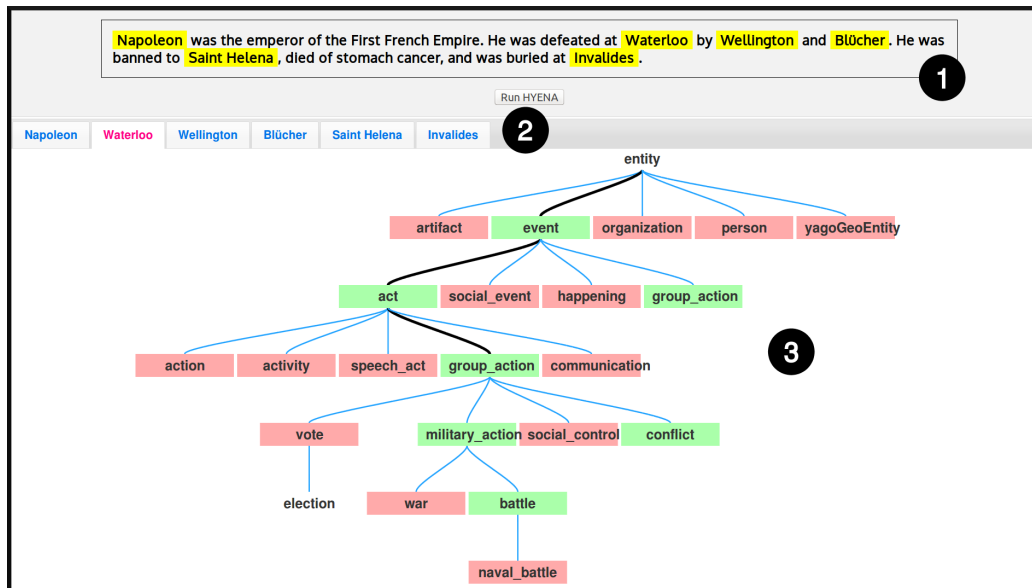 Napoleon was the emperor of the First French Empire. He was defeated at Waterloo by Wellington and Blücher. He was
banned to Saint Helena, died of stomach cancer, and was buried at Invalides.
1
Run HYENA
2
Napoleon Waterloo Wellington Blücher Saint Helena Invalides
entity
artifact event organization person yagoGeoEntity
act social_event happening group_action
3
action activity speech_act group_action communication
vote military_action social_control conflict
election war battle
naval_battle